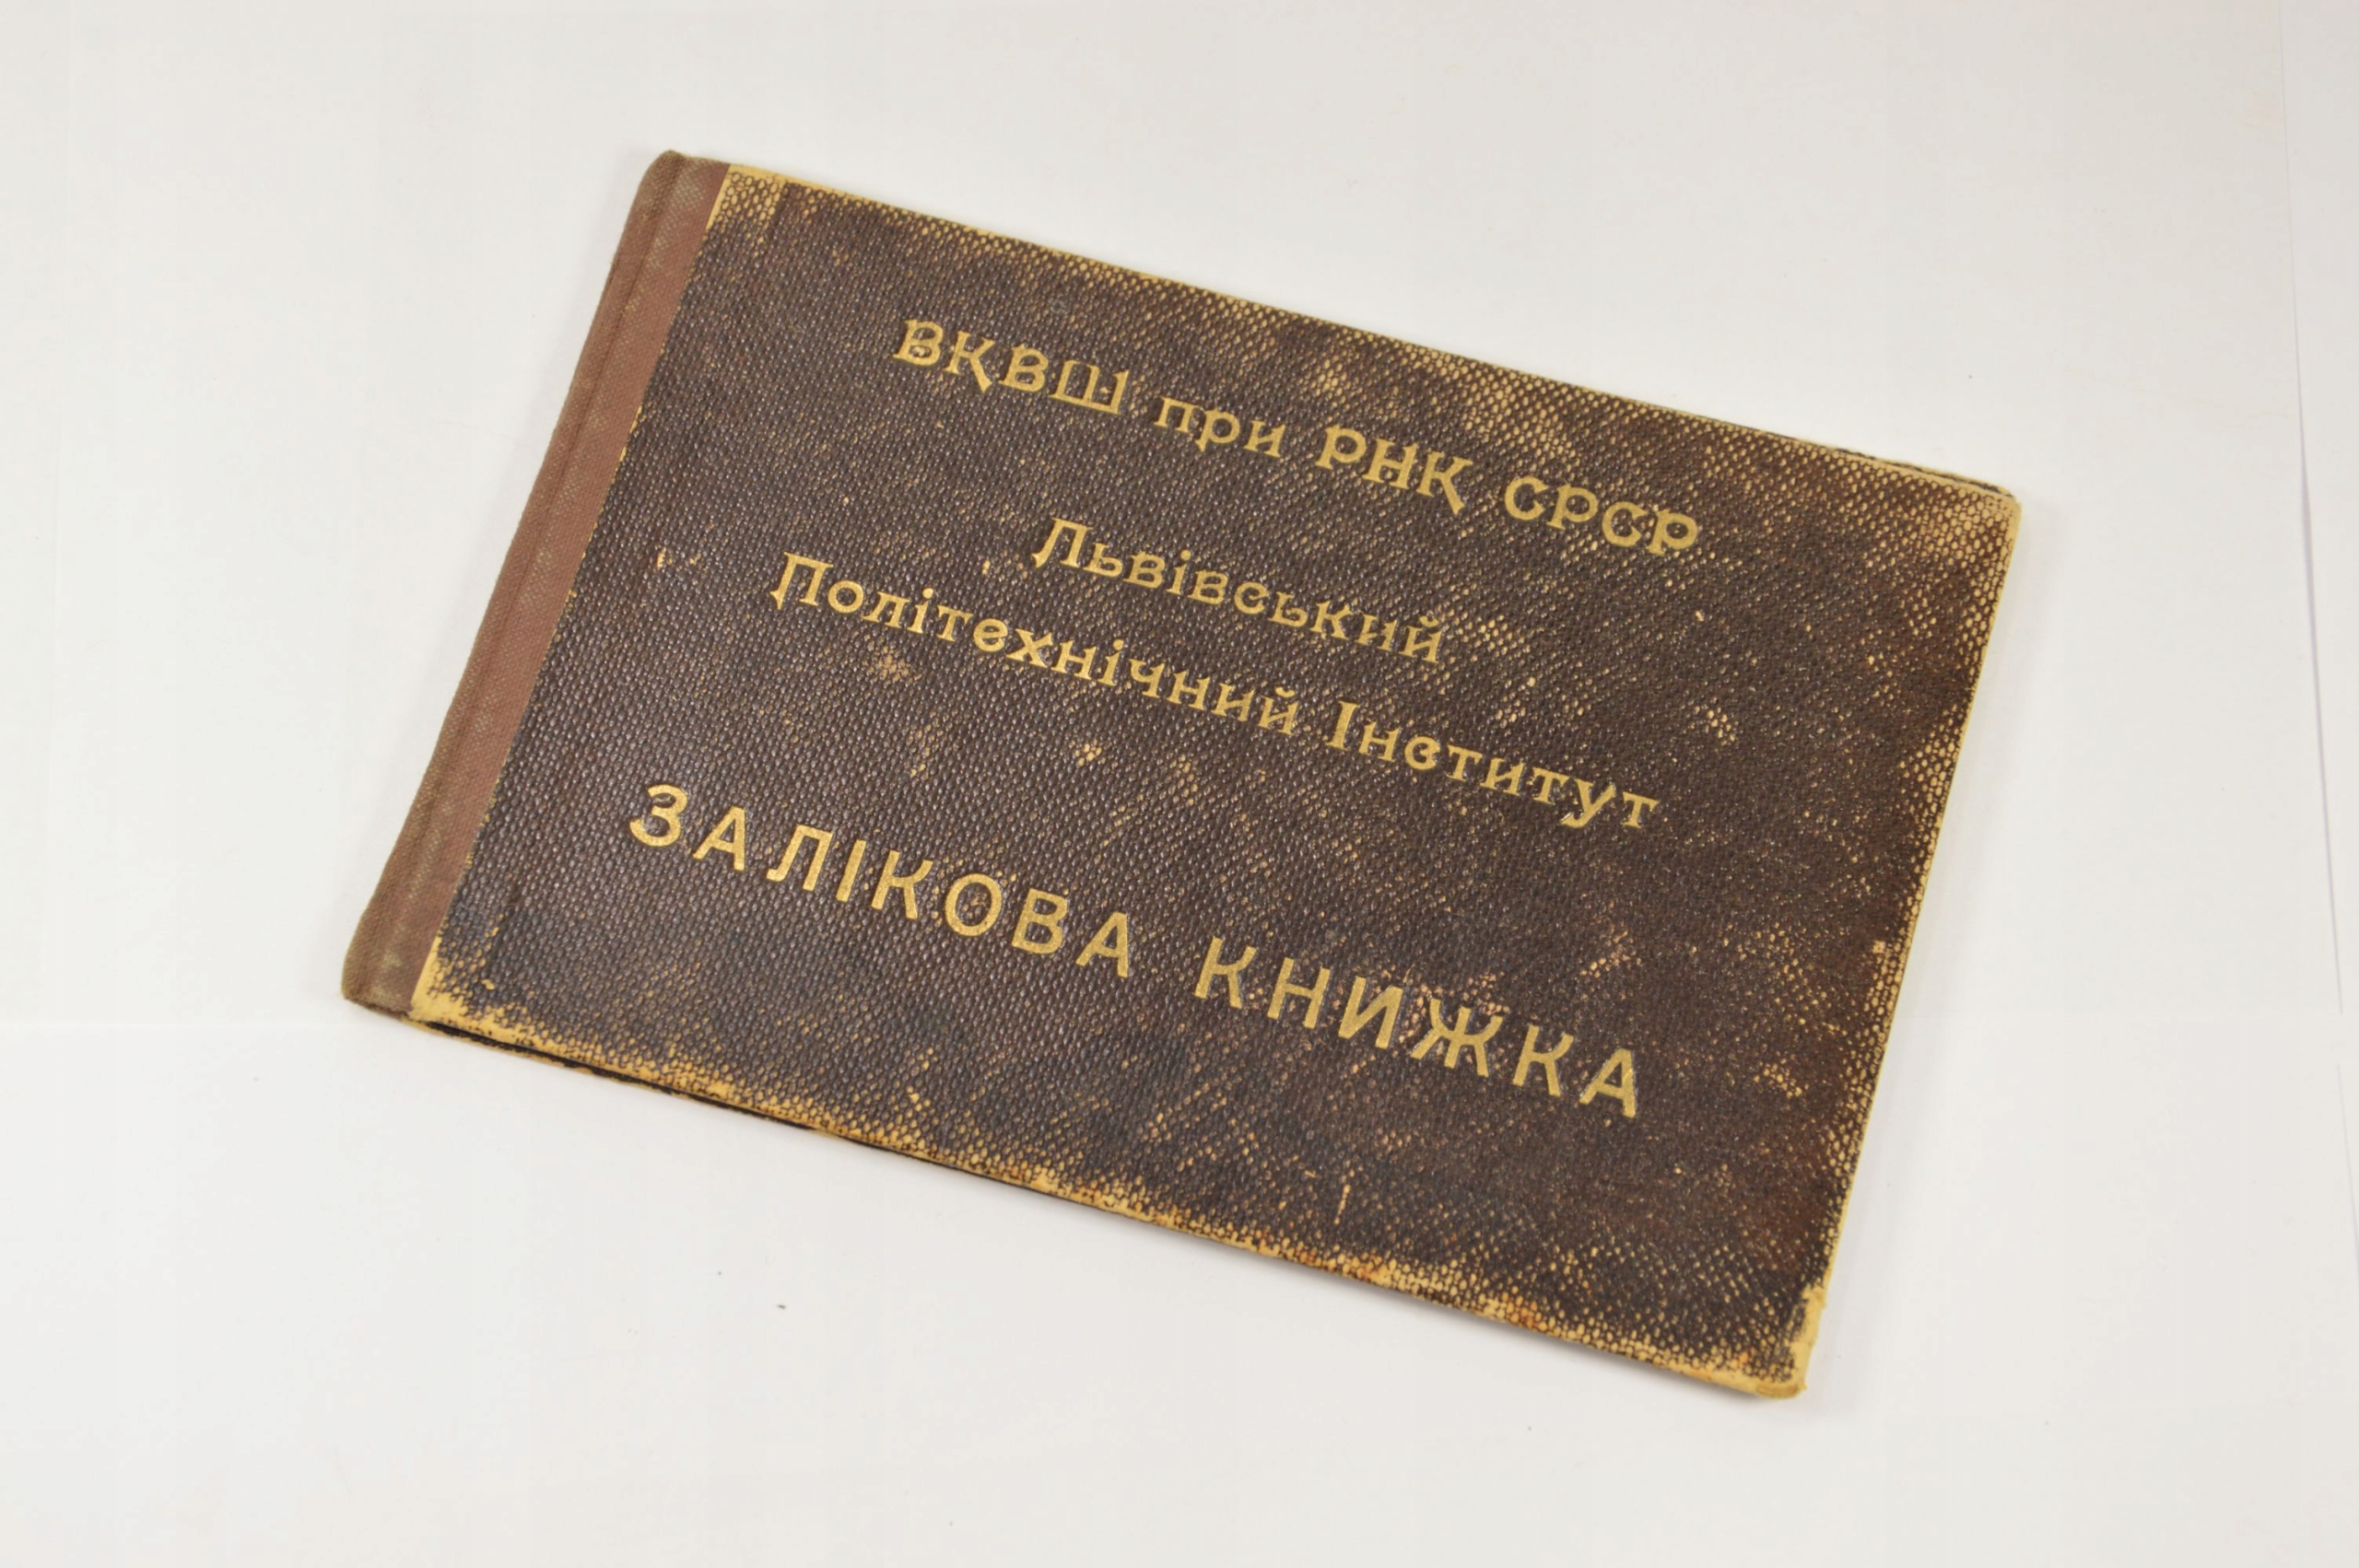 ВКВШ при РНК СРСР
Львівський
Політехнічний Інститут
ЗАЛІКОВА КНИЖКА